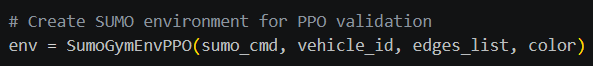 # Create SUMO environment for PPO validation
env = SumoGymEnvPPO(sumo_cmd, vehicle_id, edges_list, color)